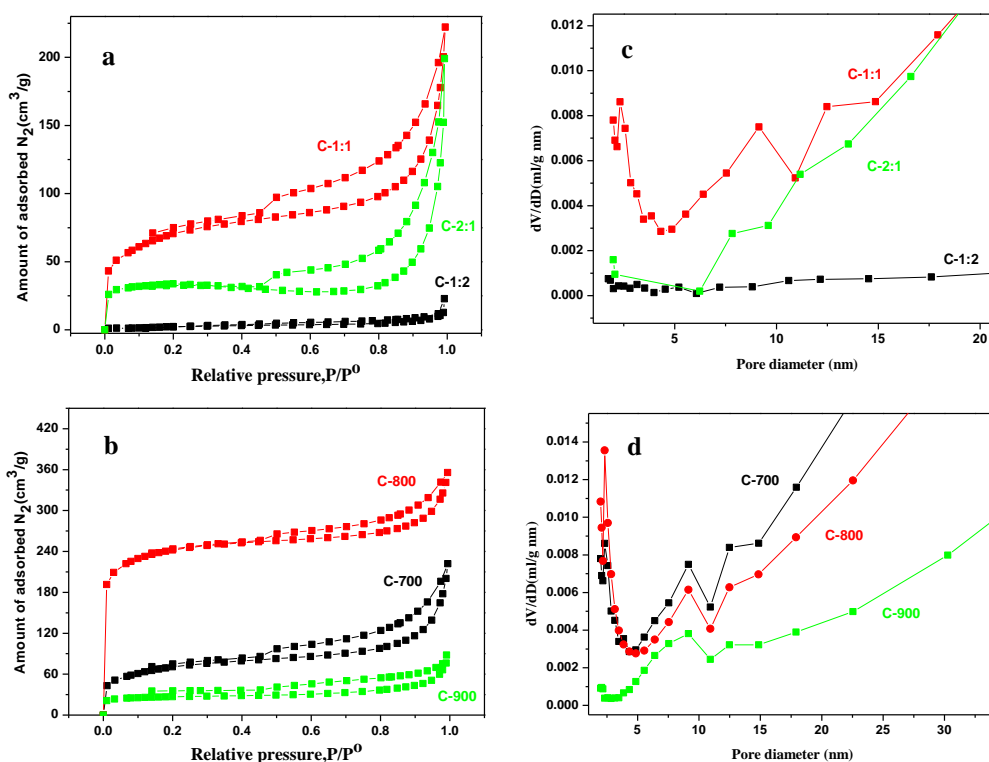 a
Amount of adsorbed N2(cm3/g)
200
150
100
50
0
C-1:1
C-2:1
C-1:2
0.0 0.2 0.4 0.6 0.8 1.0
Relative pressure,P/PO
c
dV/dD(ml/g nm)
0.012
0.010
0.008
0.006
0.004
0.002
0.000
C-1:1
C-2:1
C-1:2
5 10 15 20
Pore diameter (nm)
b
Amount of adsorbed N2(cm3/g)
420
360
300
240
180
120
60
0
C-800
C-700
C-900
0.0 0.2 0.4 0.6 0.8 1.0
Relative pressure,P/PO
d
dV/dD(ml/g nm)
0.014
0.012
0.010
0.008
0.006
0.004
0.002
0.000
C-700
C-800
C-900
5 10 15 20 25 30
Pore diameter (nm)